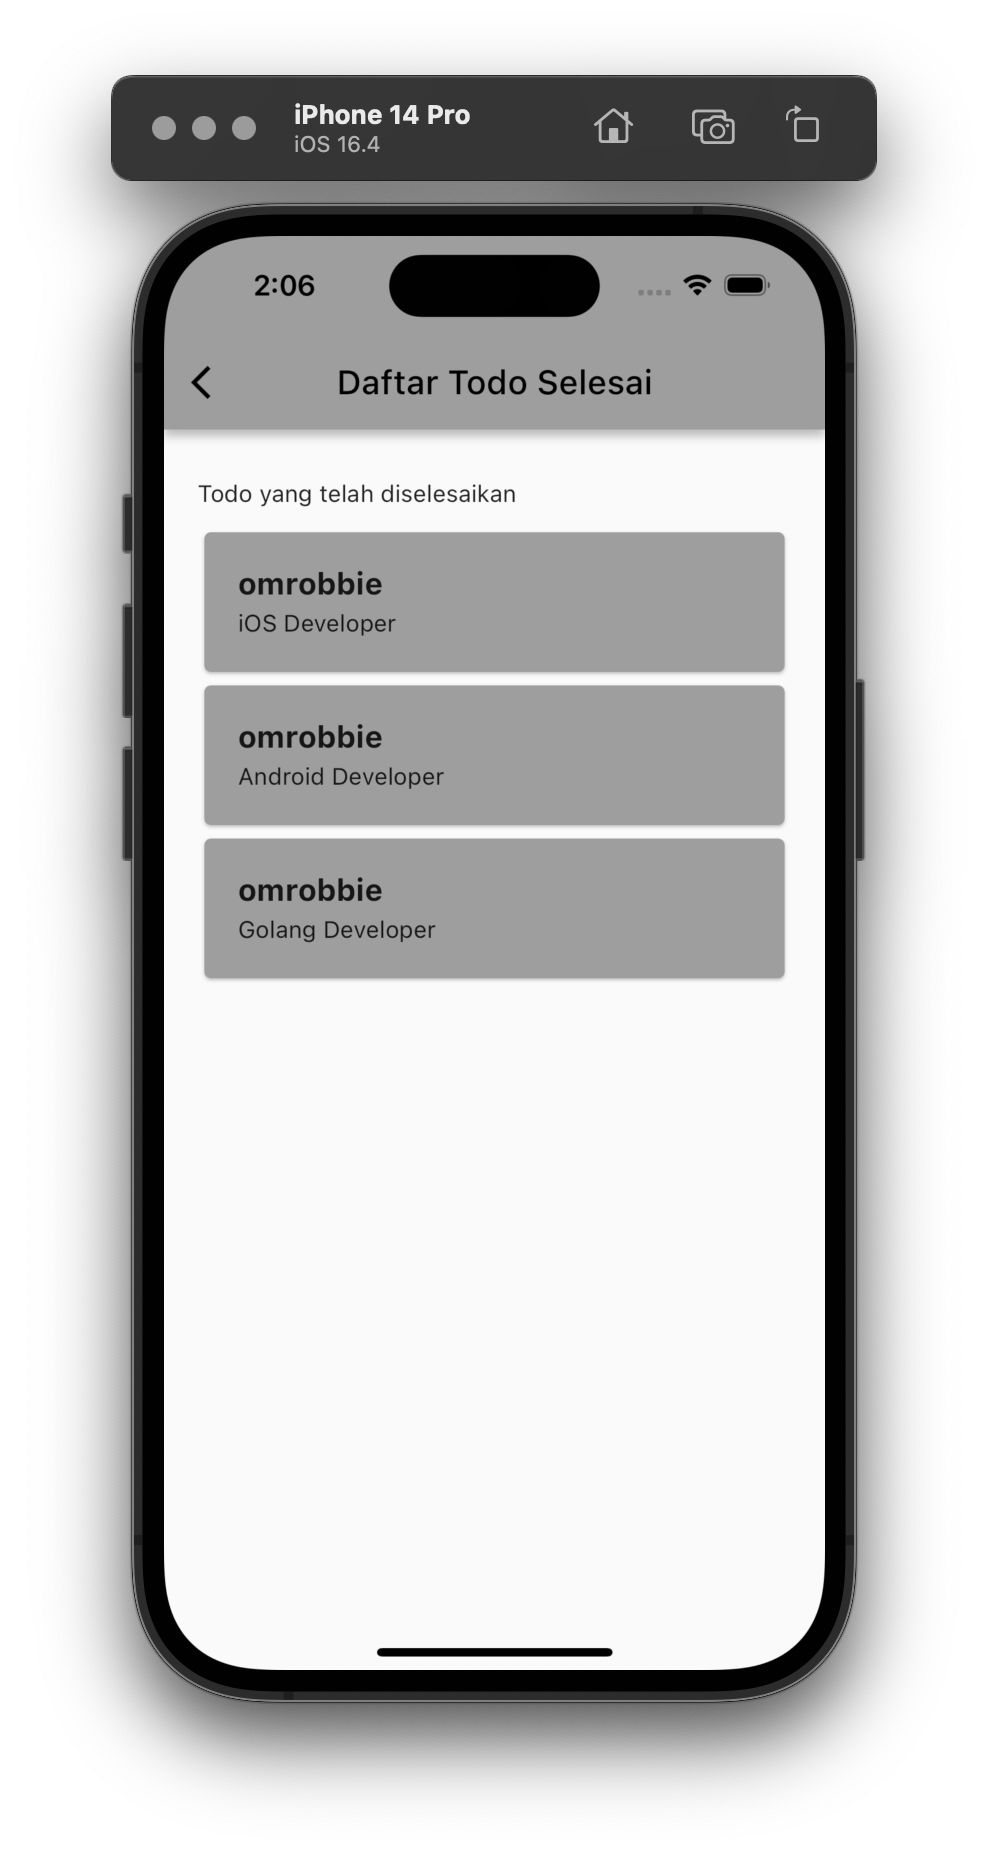 iPhone 14 Pro
iOS 16.4
2:06
Daftar Todo Selesai
Todo yang telah diselesaikan
omrobbie
iOS Developer
omrobbie
Android Developer
omrobbie
Golang Developer